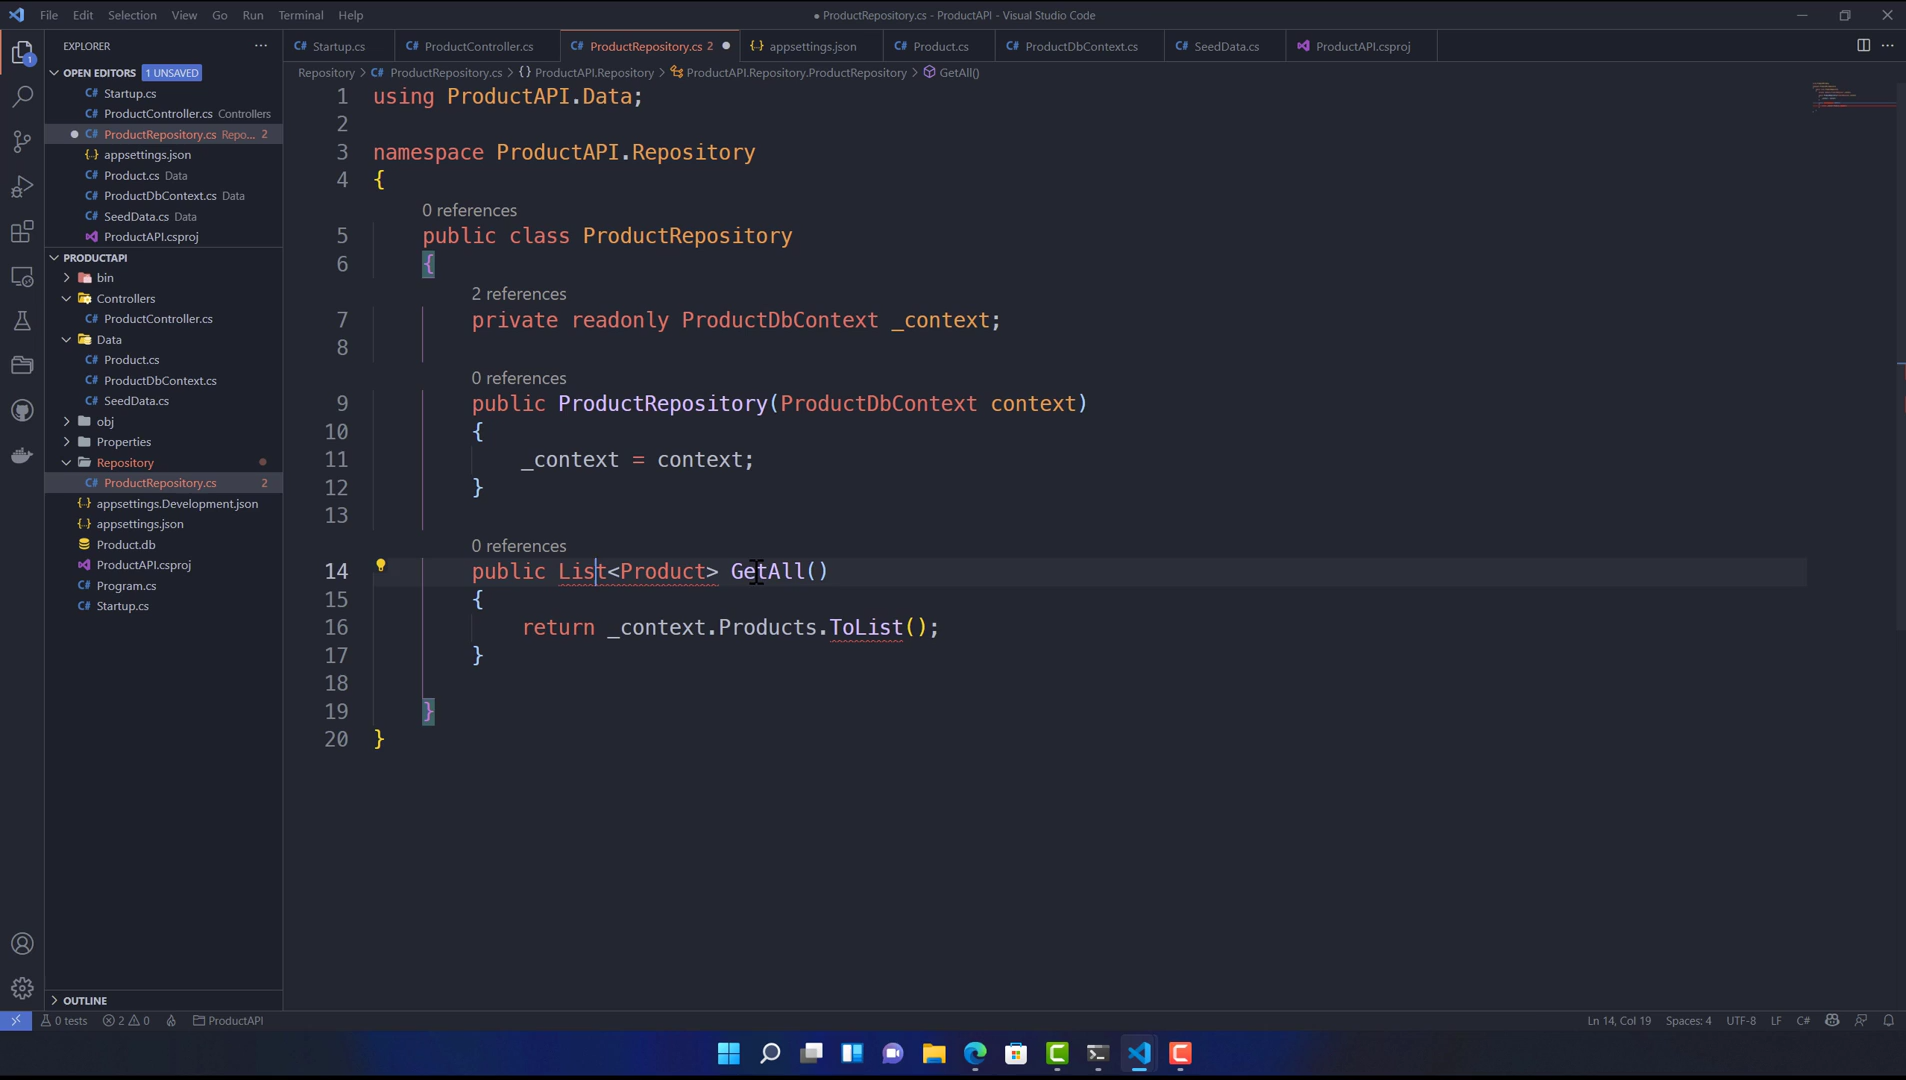 File Edit Selection View Go Run Terminal Help
● ProductRepository.cs - ProductAPI - Visual Studio Code
EXPLORER
Startup.cs
ProductController.cs
ProductRepository.cs 2
appsettings.json
Product.cs
ProductDbContext.cs
SeedData.cs
ProductAPI.csproj
OPEN EDITORS 1 UNSAVED
Startup.cs
ProductController.cs Controllers
ProductRepository.cs Repo... 2
appsettings.json
Product.cs Data
ProductDbContext.cs Data
SeedData.cs Data
ProductAPI.csproj
PRODUCTAPI
bin
Controllers
ProductController.cs
Data
Product.cs
ProductDbContext.cs
SeedData.cs
obj
Properties
Repository
ProductRepository.cs 2
appsettings.Development.json
appsettings.json
Product.db
ProductAPI.csproj
Program.cs
Startup.cs
OUTLINE
Repository > ProductRepository.cs > {} ProductAPI.Repository > ProductAPI.Repository.ProductRepository > GetAll()
1 using ProductAPI.Data;
2
3 namespace ProductAPI.Repository
4 {
0 references
5 public class ProductRepository
6 {
2 references
7 private readonly ProductDbContext _context;
8
0 references
9 public ProductRepository(ProductDbContext context)
10 {
11 _context = context;
12 }
13
0 references
14 public List<Product> GetAll()
15 {
16 return _context.Products.ToList();
17 }
18
19 }
20 }
0 tests 2 0 ProductAPI
Ln 14, Col 19 Spaces: 4 UTF-8 LF C#